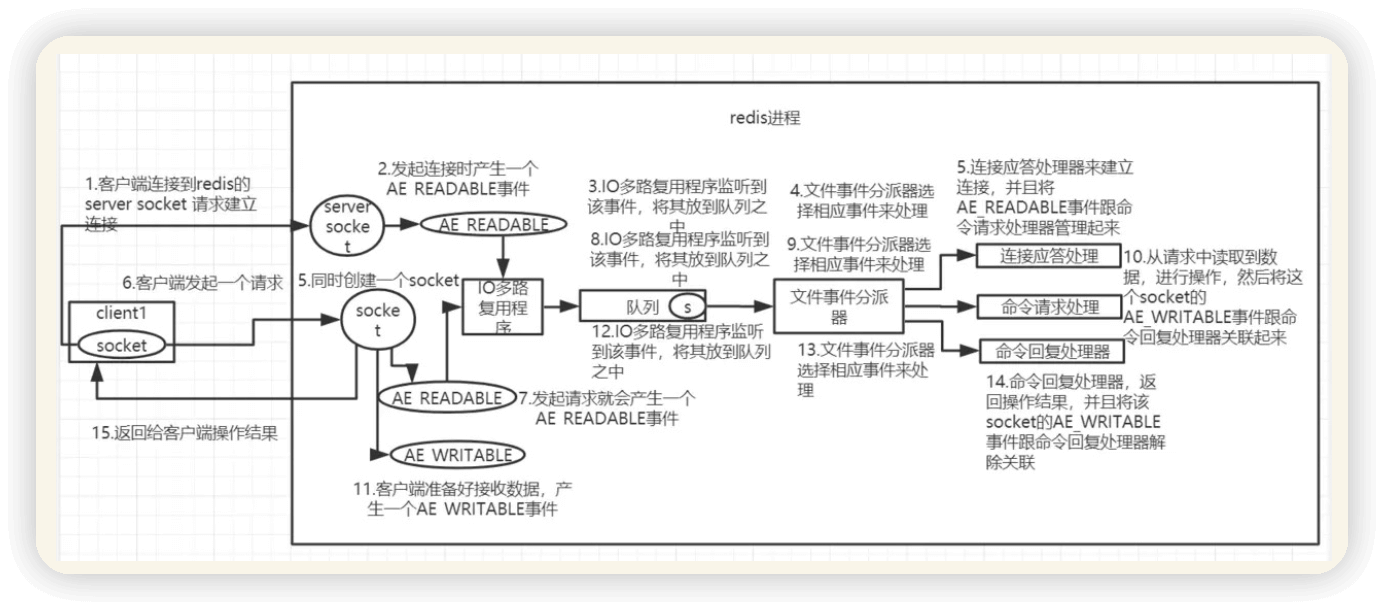 redis进程
1.客户端连接到redis的
server socket 请求建立
连接
2.发起连接时产生一个
AE READABLE事件
server
socke
t
AE READABLE
3.IO多路复用程序监听到
该事件，将其放到队列之
中
4.文件事件分派器选
择相应事件来处理
5.连接应答处理器来建立
连接，并且将
AE_READABLE事件跟命
令请求处理器管理起来
连接应答处理
6.客户端发起一个请求
5.同时创建一个socket
client1
socket
socke
t
IO多路
复用程
序
8.IO多路复用程序监听到
该事件，将其放到队列之
中
队列
s
9.文件事件分派器选
择相应事件来处理
文件事件分派
器
命令请求处理
10.从请求中读取到数
据，进行操作，然后将这
个socket的
AE_WRITABLE事件跟命
令回复处理器关联起来
AE READABLE
7.发起请求就会产生一个
AE READABLE事件
AE WRITABLE
11.客户端准备好接收数据，产
生一个AE WRITABLE事件
12.IO多路复用程序监听
到该事件，将其放到队列
之中
13.文件事件分派器
选择相应事件来处
理
命令回复处理器
14.命令回复处理器，返
回操作结果，并且将该
socket的AE_WRITABLE
事件跟命令回复处理器解
除关联
15.返回给客户端操作结果